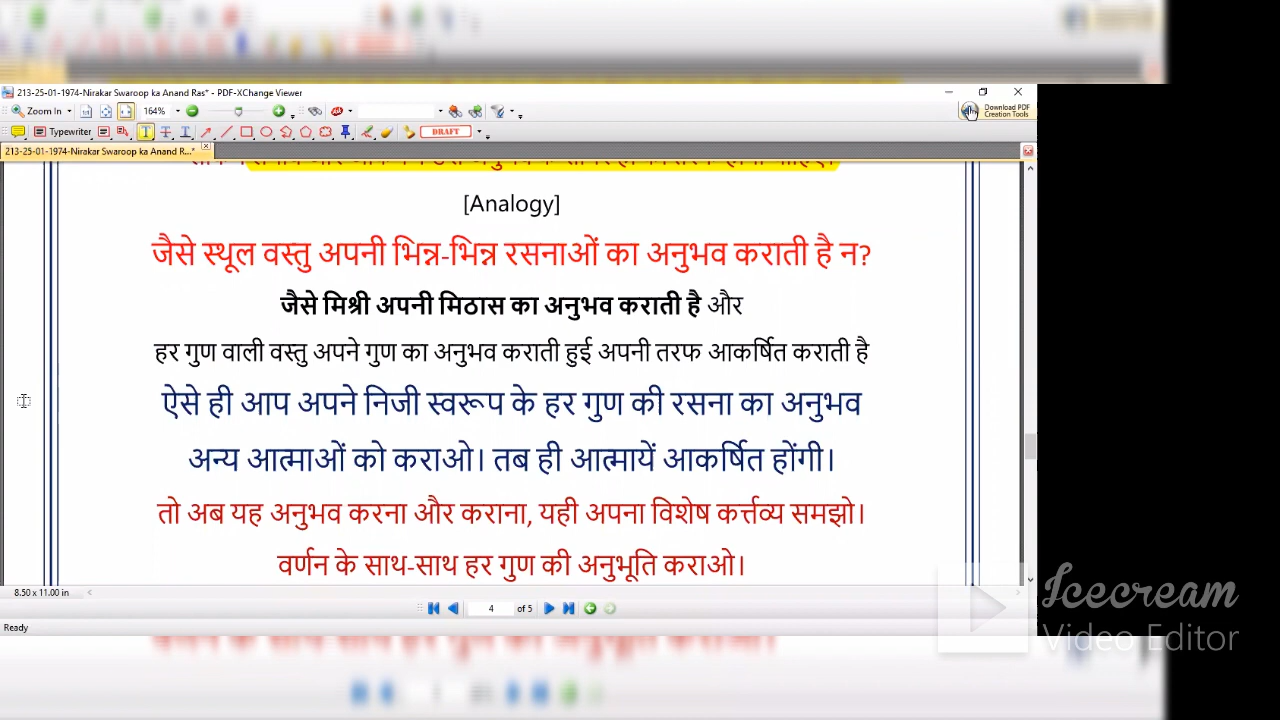 213-25-01-1974-Nirakar Swaroop ka Anand Ras* - PDF-XChange Viewer
Zoom In 164% Download PDF Creation Tools
Typewriter DRAFT
213-25-01-1974-Nirakar Swaroop ka Anand R...*
[Analogy]
जैसे स्थूल वस्तु अपनी भिन्न-भिन्न रसनाओं का अनुभव कराती है न?
जैसे मिश्री अपनी मिठास का अनुभव कराती है और
हर गुण वाली वस्तु अपने गुण का अनुभव कराती हुई अपनी तरफ आकर्षित कराती है
ऐसे ही आप अपने निजी स्वरूप के हर गुण की रसना का अनुभव
अन्य आत्माओं को कराओ। तब ही आत्मायें आकर्षित होंगी।
तो अब यह अनुभव करना और कराना, यही अपना विशेष कर्त्तव्य समझो।
वर्णन के साथ-साथ हर गुण की अनुभूति कराओ।
8.50 x 11.00 in
4 of 5
Ready
Icecream
Video Editor